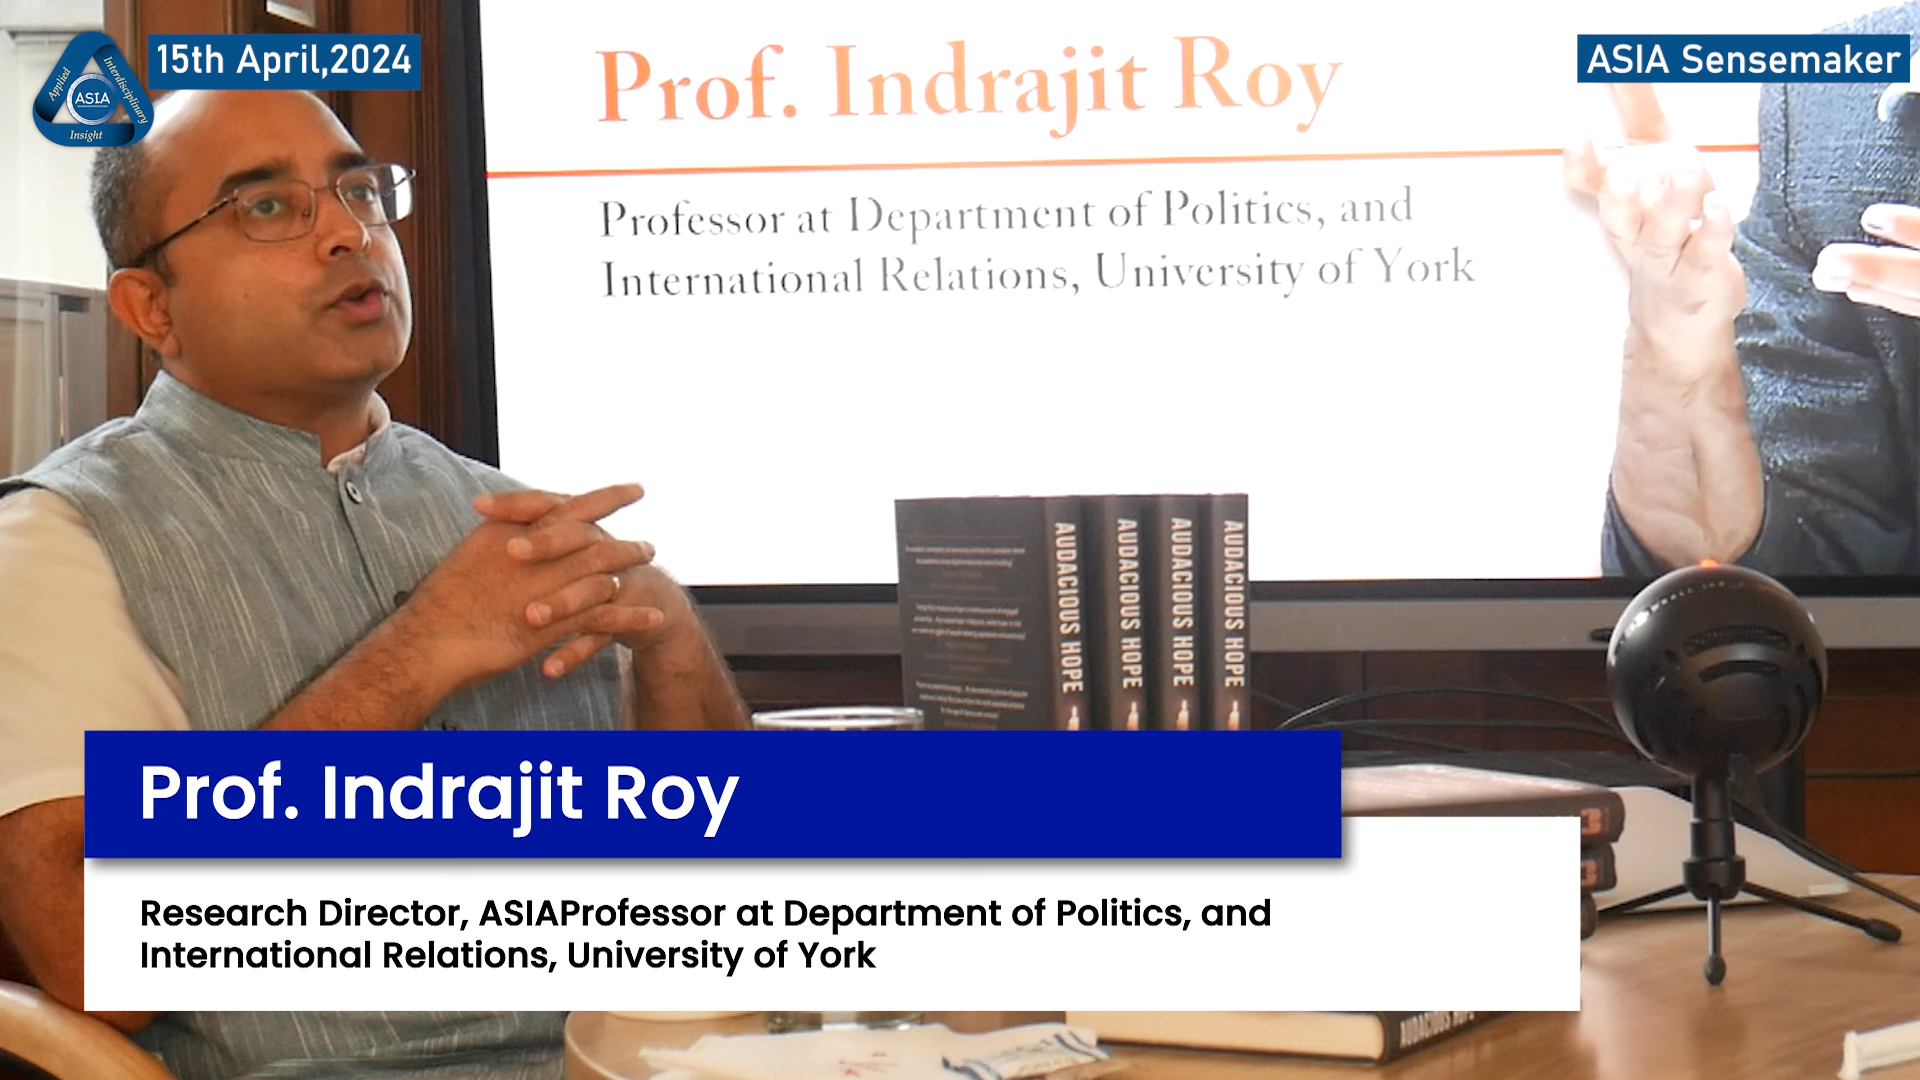 15th April,2024
ASIA Sensemaker
Applied
Interdisciplinary
ASIA
Insight
Prof. Indrajit Roy
Professor at Department of Politics, and
International Relations, University of York
AUDACIOUS HOPE
AUDACIOUS HOPE
AUDACIOUS HOPE
AUDACIOUS HOPE
Prof. Indrajit Roy
Research Director, ASIAProfessor at Department of Politics, and
International Relations, University of York
AUDACIOUS HOPE